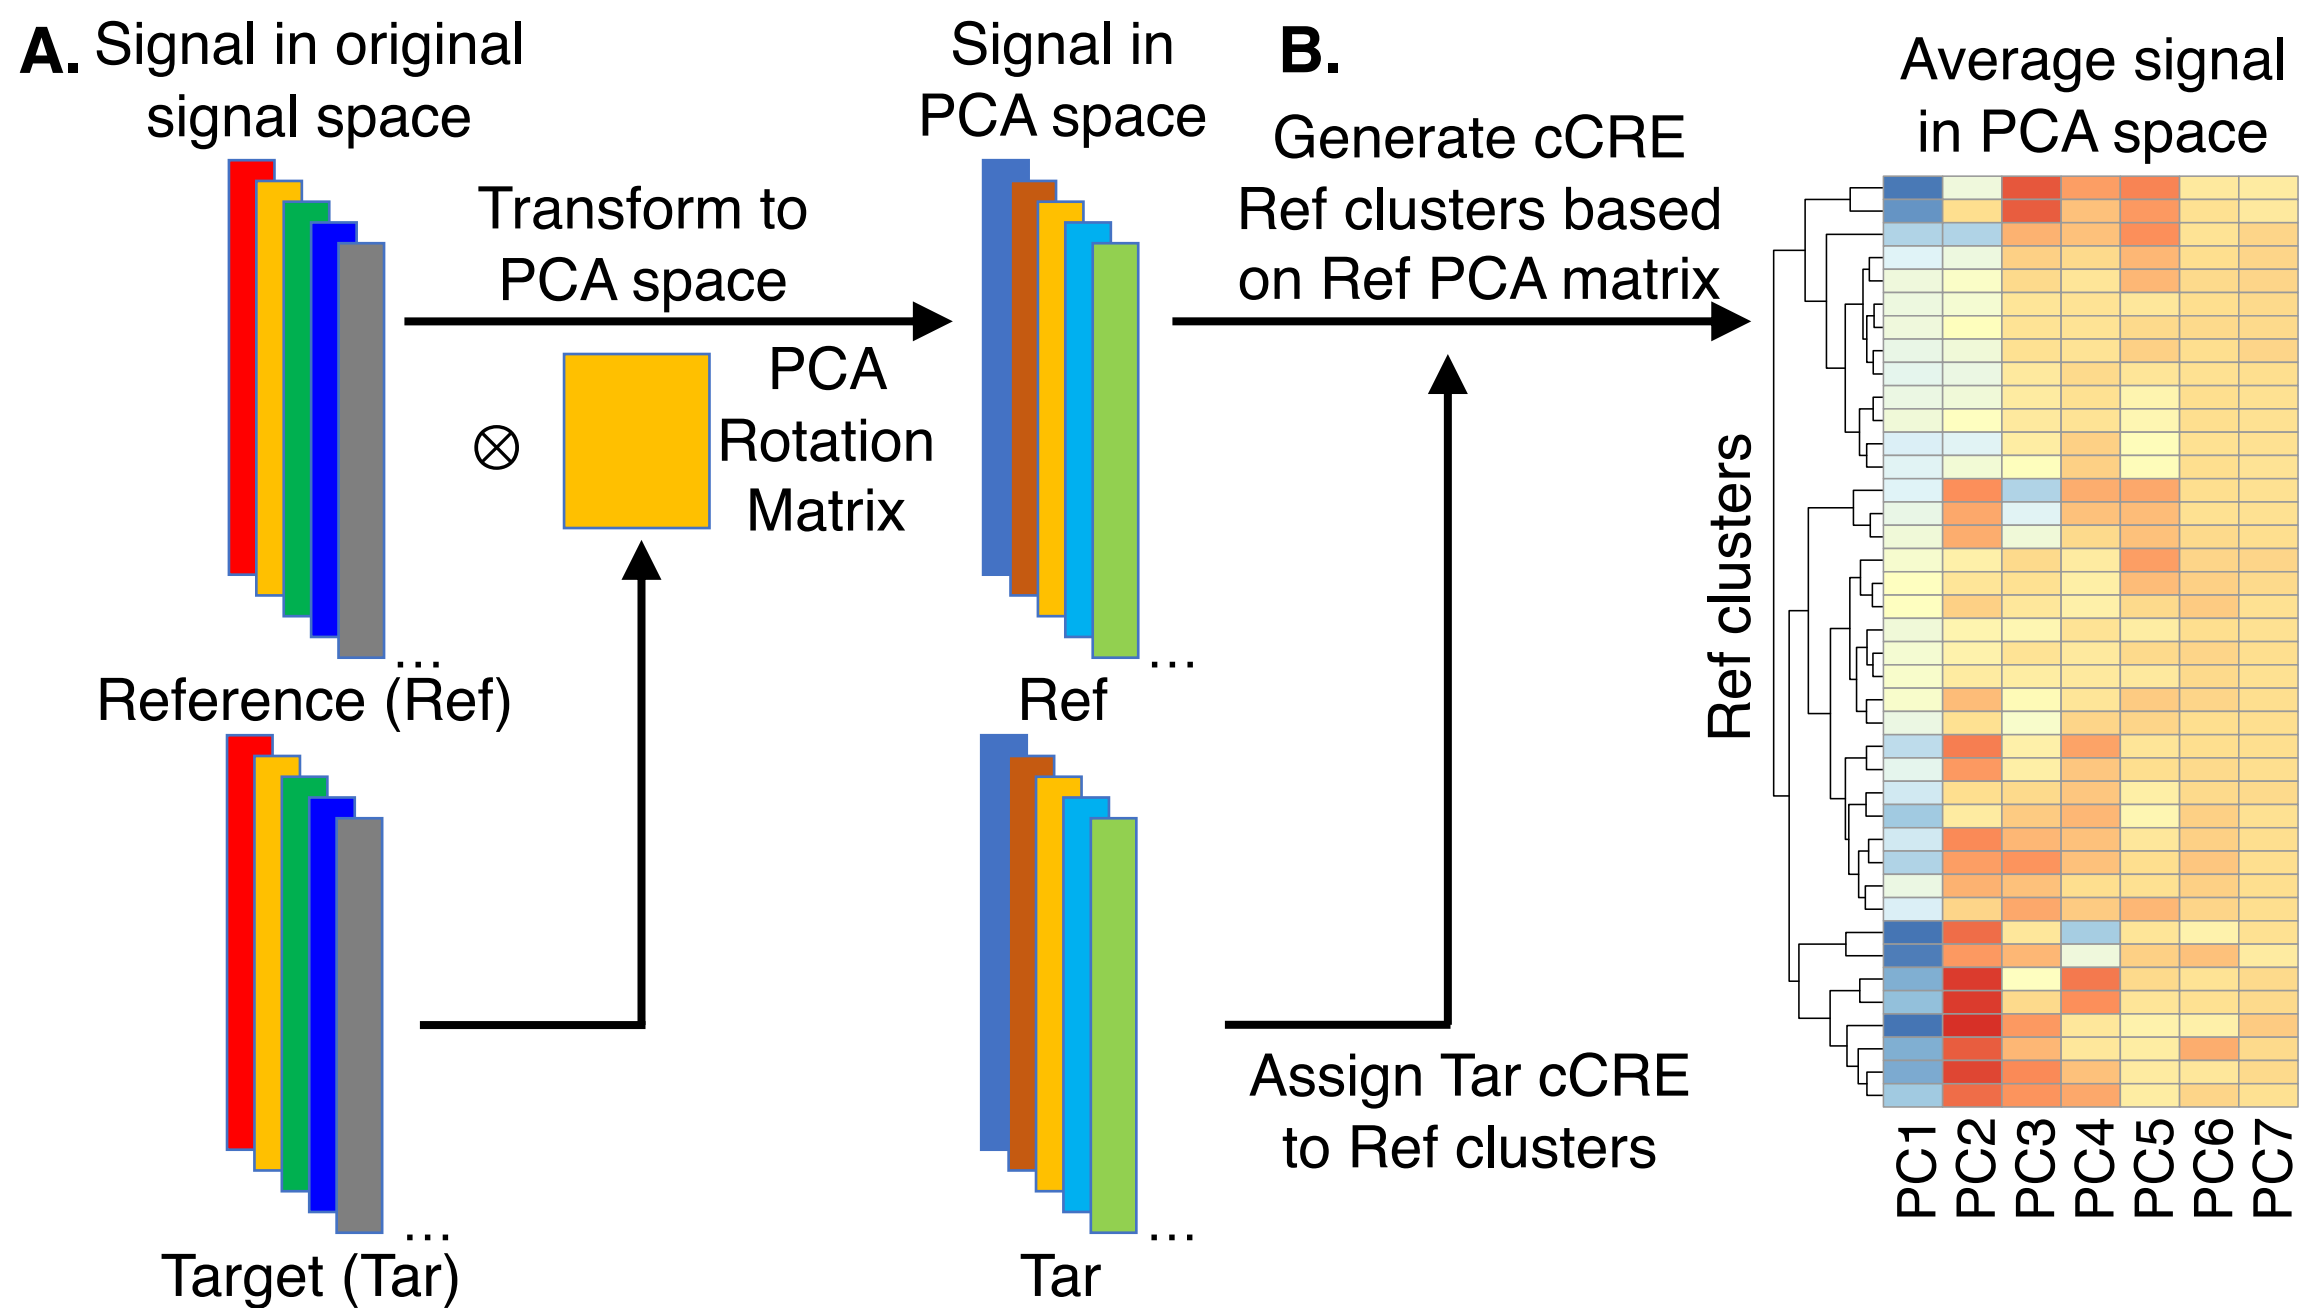 A.
Signal in original
signal space
Transform to
PCA space
PCA
Rotation
Matrix
...
Reference (Ref)
...
Target (Tar)
Signal in
PCA space
...
Ref
...
Tar
B.
Generate cCRE
Ref clusters based
on Ref PCA matrix
Assign Tar cCRE
to Ref clusters
Average signal
in PCA space
Ref clusters
PC1
PC2
PC3
PC4
PC5
PC6
PC7